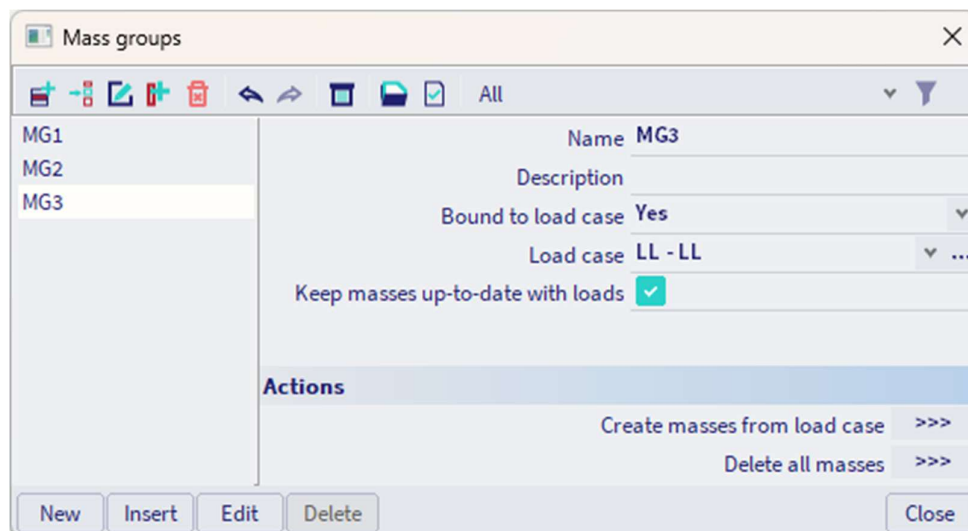 Mass groups
All
MG1
MG2
MG3
Name MG3
Description
Bound to load case Yes
Load case LL - LL ...
Keep masses up-to-date with loads
Actions
Create masses from load case >>>
Delete all masses >>>
New Insert Edit Delete Close